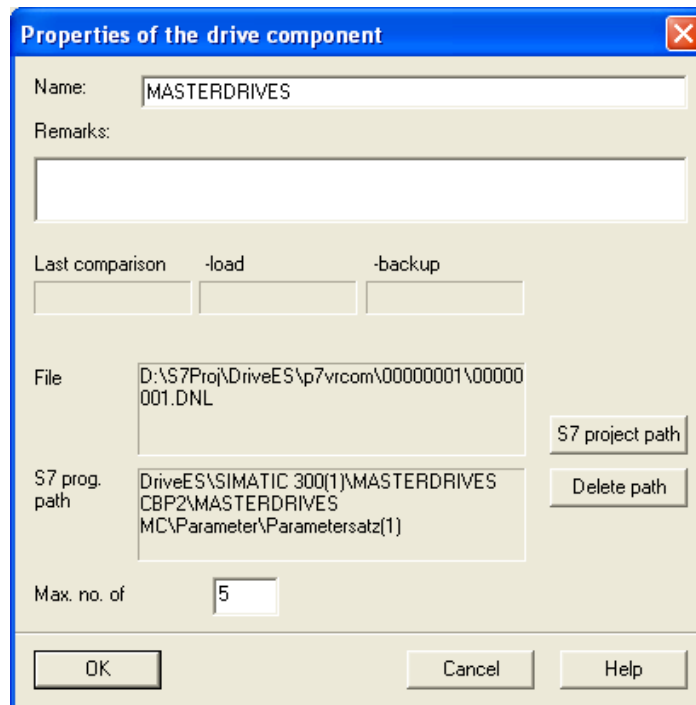 Properties of the drive component
Name: MASTERDRIVES
Remarks:
Last comparison -load -backup
File D:\S7Proj\DriveES\p7vrcom\00000001\00000
001.DNL
S7 project path
S7 prog. DriveES\SIMATIC 300(1)\MASTERDRIVES
path CBP2\MASTERDRIVES
MC\Parameter\Parametersatz(1)
Delete path
Max. no. of 5
OK Cancel Help